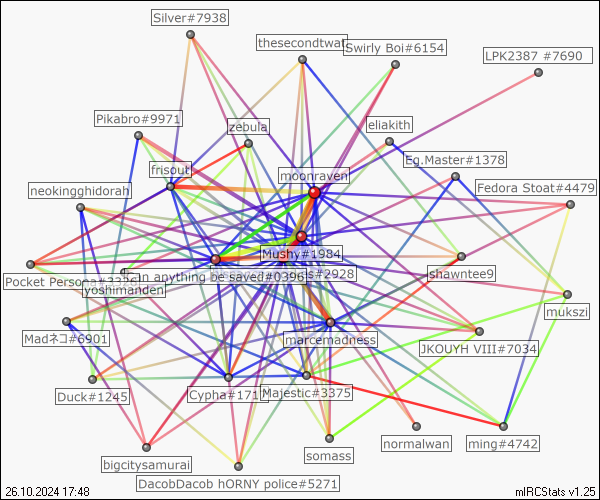 Silver#7938
thesecondtwat
Swirly Boi#6154
LPK2387 #7690
Pikabro#9971
zebula
eliakith
Eg.Master#1378
frisout
moonraven
neokingghidorah
Fedora Stoat#4479
Mushy#1984
Pocket Persona#3376
yoshimanden
can anything be saved#0396
s#2928
shawntee9
mukszi
Madネコ#6901
marcemadness
JKOUYH VIII#7034
Duck#1245
Cypha#171
Majestic#3375
somass
normalwan
ming#4742
bigcitysamurai
DacobDacob hORNY police#5271
26.10.2024 17:48
mIRCStats v1.25